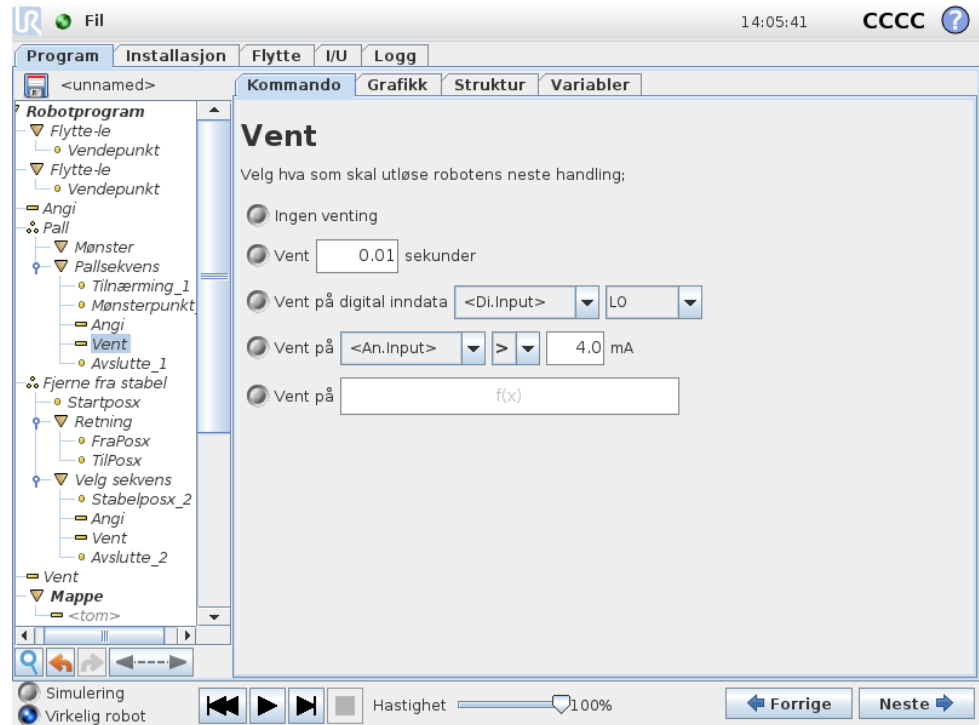 UR Fil 14:05:41 CCCC ?
Program Installasjon Flytte I/U Logg
<unnamed>
Kommando Grafikk Struktur Variabler
Robotprogram
Flytte-le
Vendepunkt
Flytte-le
Vendepunkt
Angi
Pall
Mønster
Pallsekvens
Tilnærming_1
Mønsterpunkt
Angi
Vent
Avslutte_1
Fjerne fra stabel
Startposx
Retning
FraPosx
TilPosx
Velg sekvens
Stabelposx_2
Angi
Vent
Avslutte_2
Vent
Mappe
<tom>
Vent
Velg hva som skal utløse robotens neste handling;
Ingen venting
Vent 0.01 sekunder
Vent på digital inndata <Di.Input> LO
Vent på <An.Input> > 4.0 mA
Vent på f(x)
Simulering
Virkelig robot
Hastighet 100%
Forrige Neste